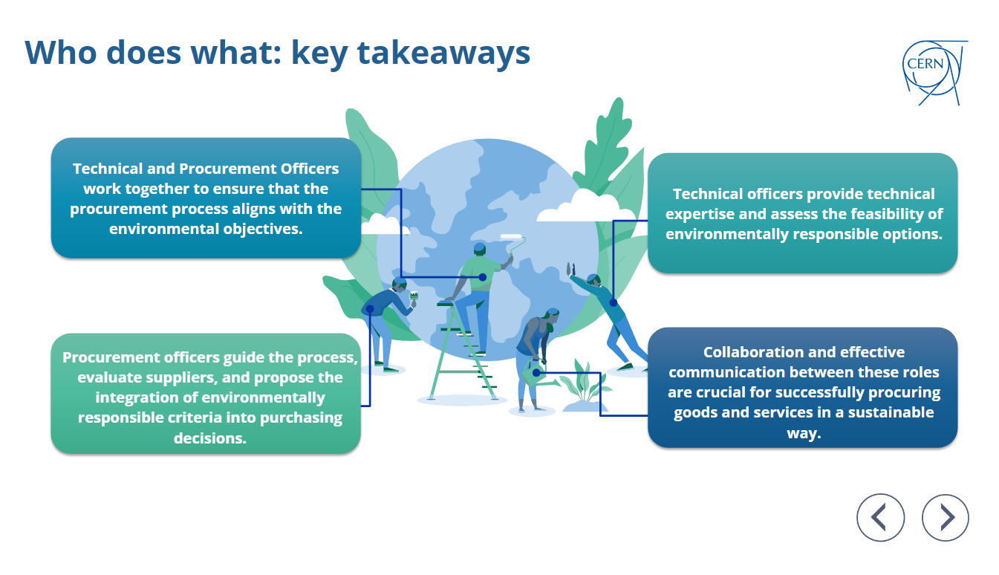 Who does what: key takeaways
CERN
Technical and Procurement Officers
work together to ensure that the
procurement process aligns with the
environmental objectives.
Technical officers provide technical
expertise and assess the feasibility of
environmentally responsible options.
Procurement officers guide the process,
evaluate suppliers, and propose the
integration of environmentally
responsible criteria into purchasing
decisions.
Collaboration and effective
communication between these roles
are crucial for successfully procuring
goods and services in a sustainable
way.